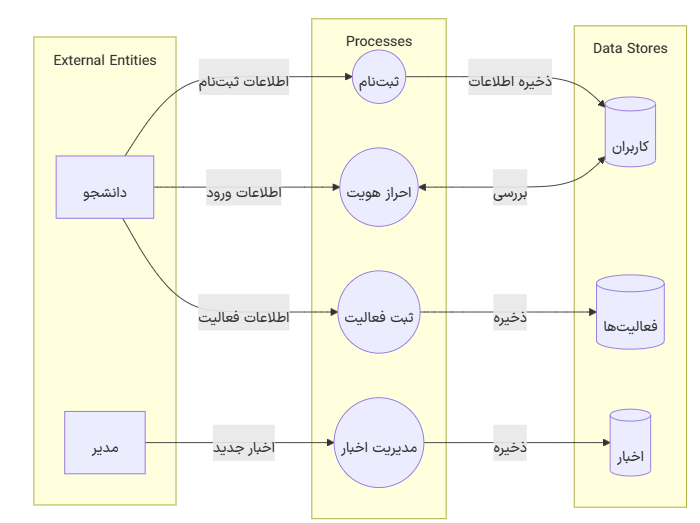 External Entities
Processes
Data Stores
اطلاعات ثبت‌نام
ثبت‌نام
ذخیره اطلاعات
کاربران
دانشجو
اطلاعات ورود
احراز هویت
بررسی
اطلاعات فعالیت
ثبت فعالیت
ذخیره
فعالیت‌ها
مدیر
اخبار جدید
مدیریت اخبار
ذخیره
اخبار